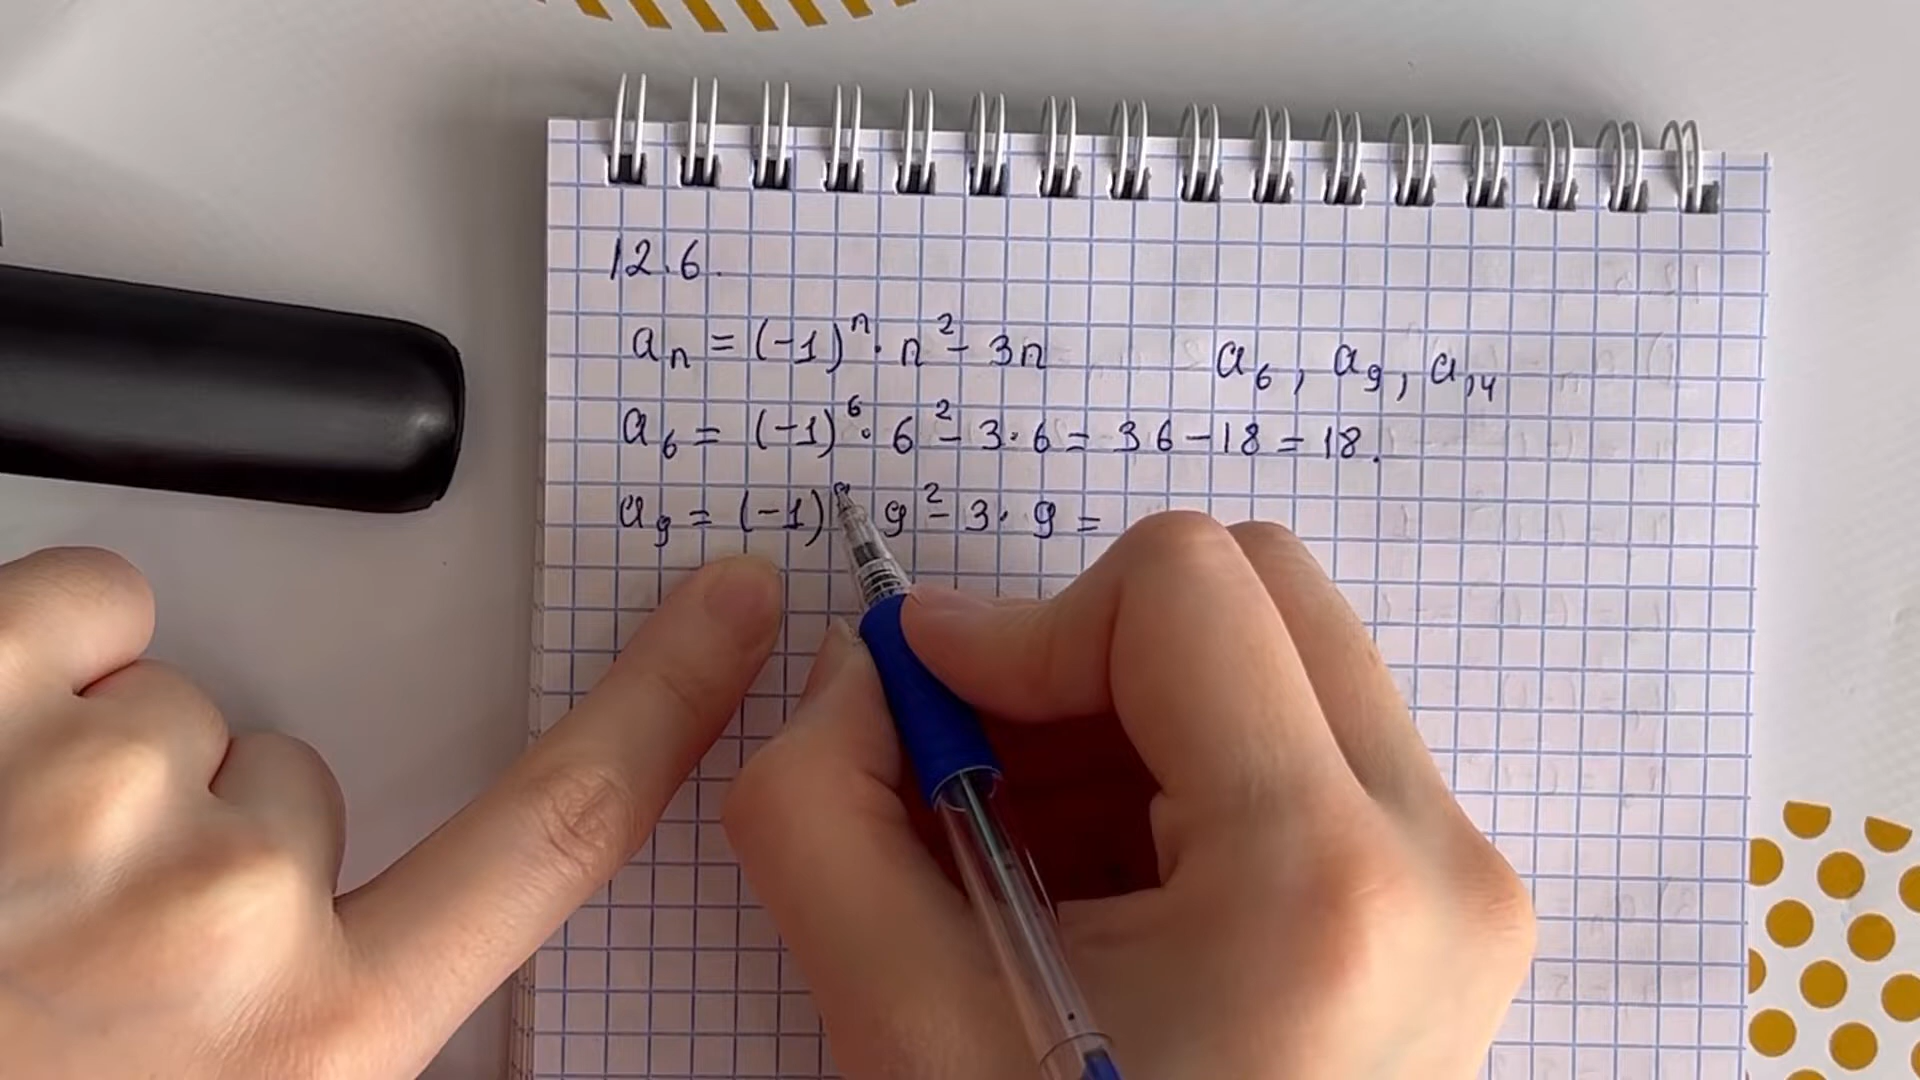 12.6.
aₙ = (-1)ⁿ · n² - 3n a₆, a₉, a₁₄
a₆ = (-1)⁶ · 6² - 3 · 6 = 36 - 18 = 18.
a₉ = (-1)⁹ 9² - 3 · 9 =